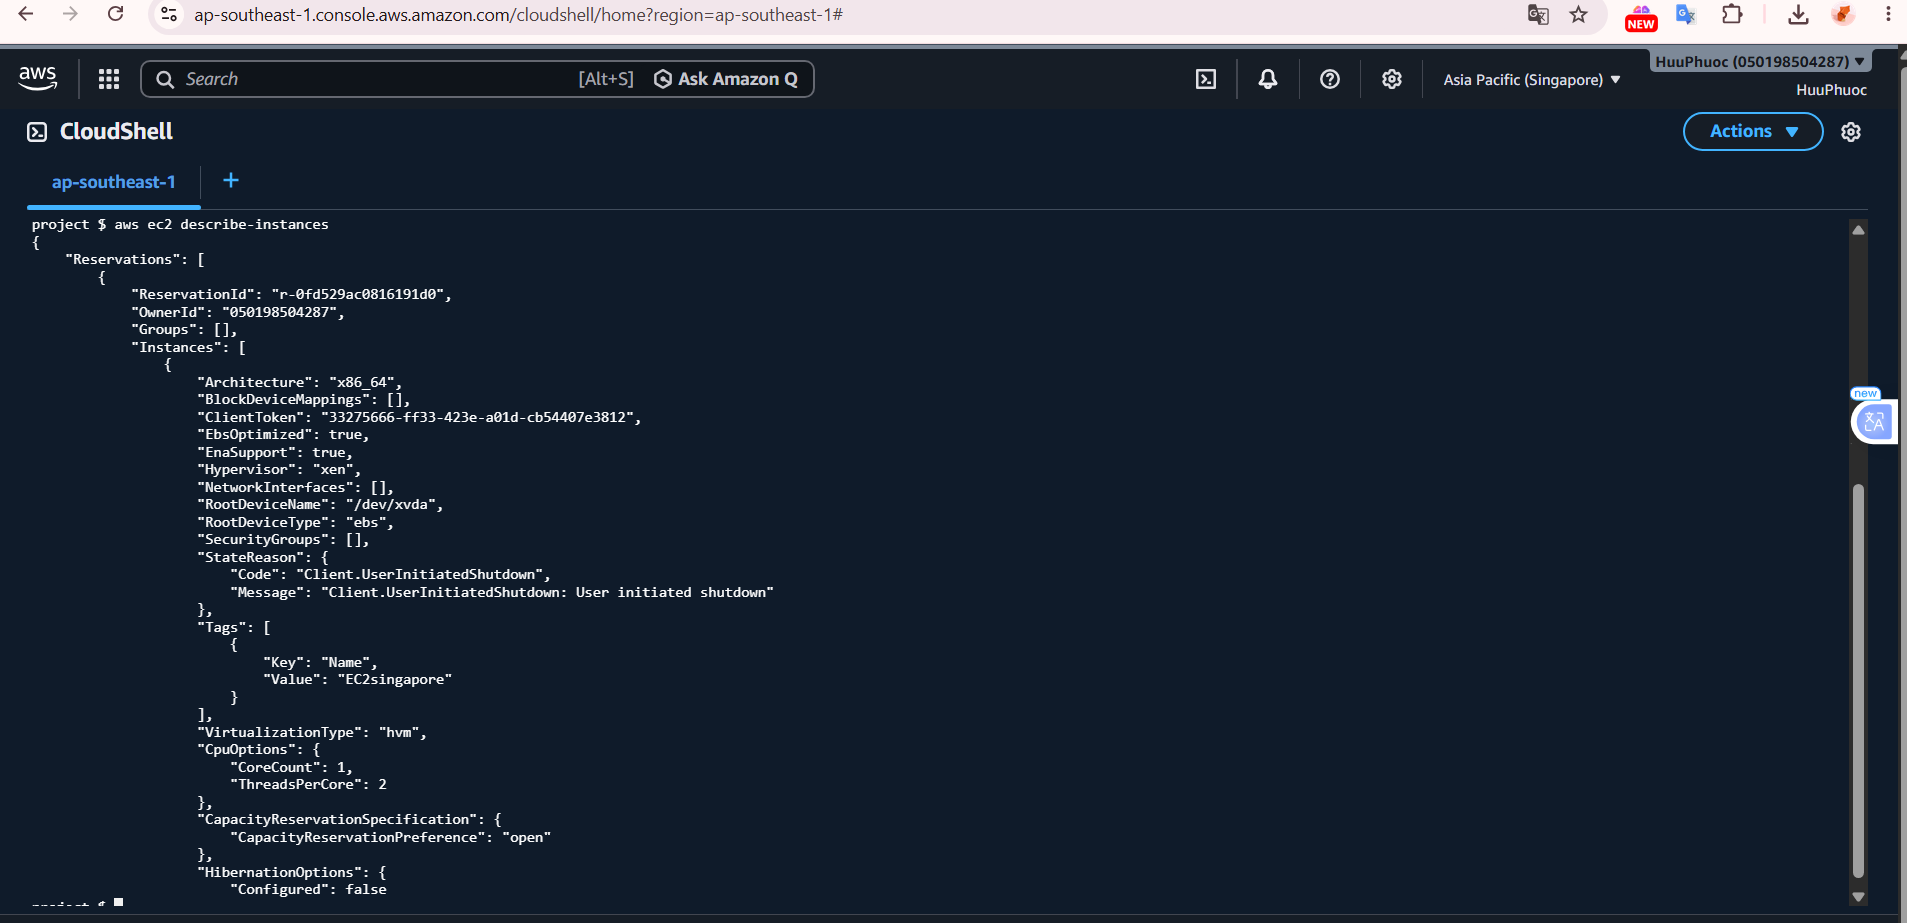 ap-southeast-1.console.aws.amazon.com/cloudshell/home?region=ap-southeast-1#
NEW
aws
Search
[Alt+S]
Ask Amazon Q
Asia Pacific (Singapore)
HuuPhuoc (050198504287)
HuuPhuoc
CloudShell
Actions
ap-southeast-1
+
project $ aws ec2 describe-instances
{
    "Reservations": [
        {
            "ReservationId": "r-0fd529ac0816191d0",
            "OwnerId": "050198504287",
            "Groups": [],
            "Instances": [
                {
                    "Architecture": "x86_64",
                    "BlockDeviceMappings": [],
                    "ClientToken": "33275666-ff33-423e-a01d-cb54407e3812",
                    "EbsOptimized": true,
                    "EnaSupport": true,
                    "Hypervisor": "xen",
                    "NetworkInterfaces": [],
                    "RootDeviceName": "/dev/xvda",
                    "RootDeviceType": "ebs",
                    "SecurityGroups": [],
                    "StateReason": {
                        "Code": "Client.UserInitiatedShutdown",
                        "Message": "Client.UserInitiatedShutdown: User initiated shutdown"
                    },
                    "Tags": [
                        {
                            "Key": "Name",
                            "Value": "EC2singapore"
                        }
                    ],
                    "VirtualizationType": "hvm",
                    "CpuOptions": {
                        "CoreCount": 1,
                        "ThreadsPerCore": 2
                    },
                    "CapacityReservationSpecification": {
                        "CapacityReservationPreference": "open"
                    },
                    "HibernationOptions": {
                        "Configured": false
project $
new